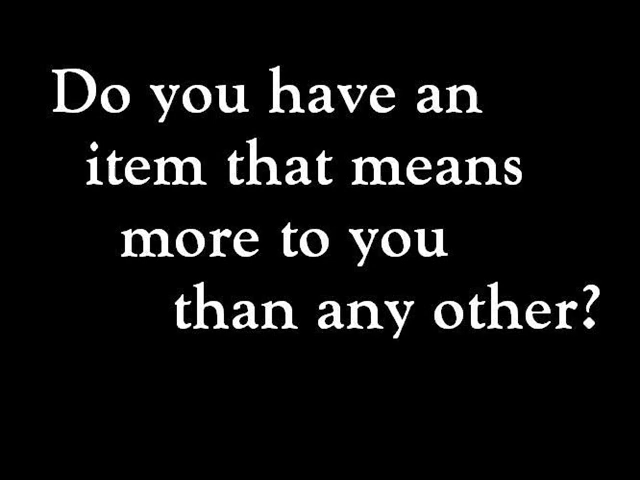 Do you have an
item that means
more to you
than any other?